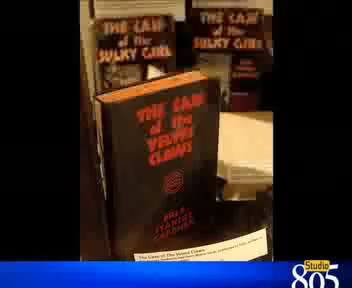 THE CASE
of the
SULKY GIRL
THE CASE
of the
SULKY GIRL
THE CASE
of the
VELVET
CLAWS
ERLE
STANLEY
GARDNER
The Case of The Velvet Claws
Studio
805